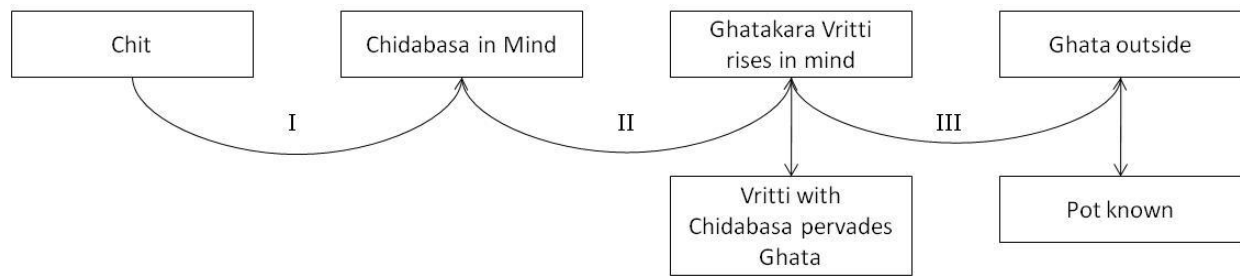 Chit
Chidabasa in Mind
Ghatakara Vritti
rises in mind
Ghata outside
I
II
III
Vritti with
Chidabasa pervades
Ghata
Pot known